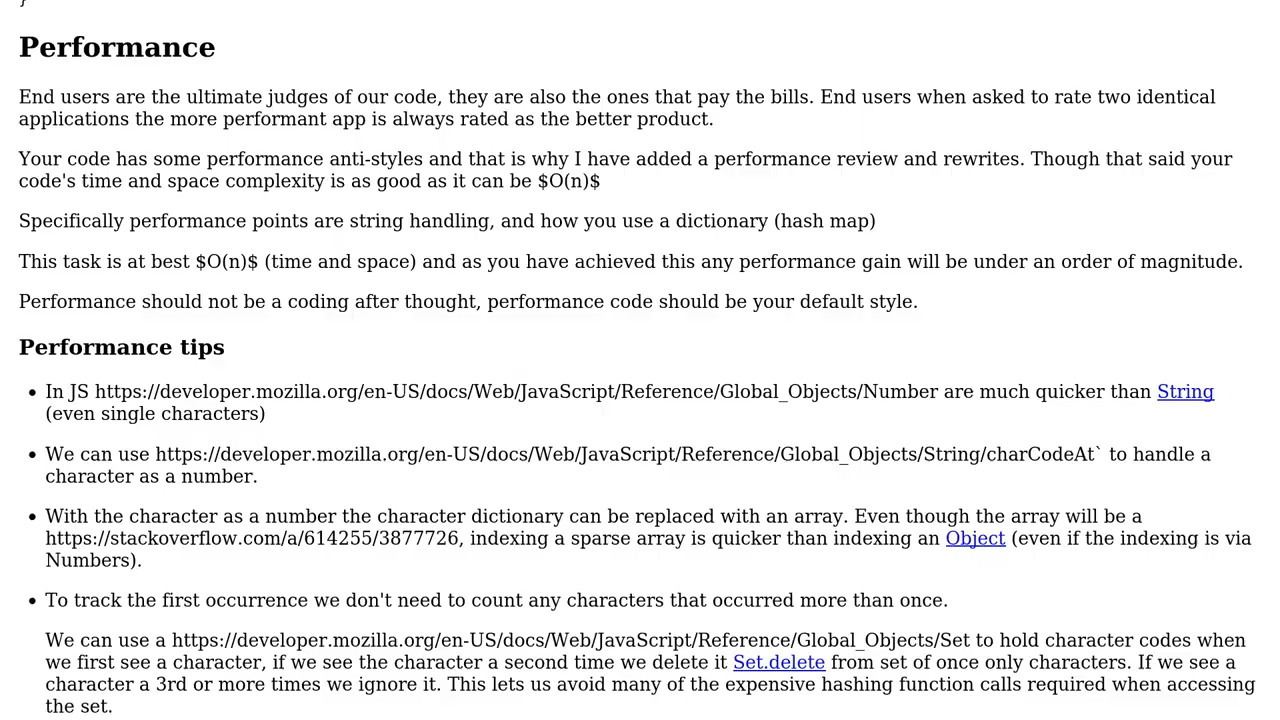 }
Performance
End users are the ultimate judges of our code, they are also the ones that pay the bills. End users when asked to rate two identical
applications the more performant app is always rated as the better product.
Your code has some performance anti-styles and that is why I have added a performance review and rewrites. Though that said your
code's time and space complexity is as good as it can be $O(n)$
Specifically performance points are string handling, and how you use a dictionary (hash map)
This task is at best $O(n)$ (time and space) and as you have achieved this any performance gain will be under an order of magnitude.
Performance should not be a coding after thought, performance code should be your default style.
Performance tips
• In JS https://developer.mozilla.org/en-US/docs/Web/JavaScript/Reference/Global_Objects/Number are much quicker than String
(even single characters)
• We can use https://developer.mozilla.org/en-US/docs/Web/JavaScript/Reference/Global_Objects/String/charCodeAt` to handle a
character as a number.
• With the character as a number the character dictionary can be replaced with an array. Even though the array will be a
https://stackoverflow.com/a/614255/3877726, indexing a sparse array is quicker than indexing an Object (even if the indexing is via
Numbers).
• To track the first occurrence we don't need to count any characters that occurred more than once.
We can use a https://developer.mozilla.org/en-US/docs/Web/JavaScript/Reference/Global_Objects/Set to hold character codes when
we first see a character, if we see the character a second time we delete it Set.delete from set of once only characters. If we see a
character a 3rd or more times we ignore it. This lets us avoid many of the expensive hashing function calls required when accessing
the set.